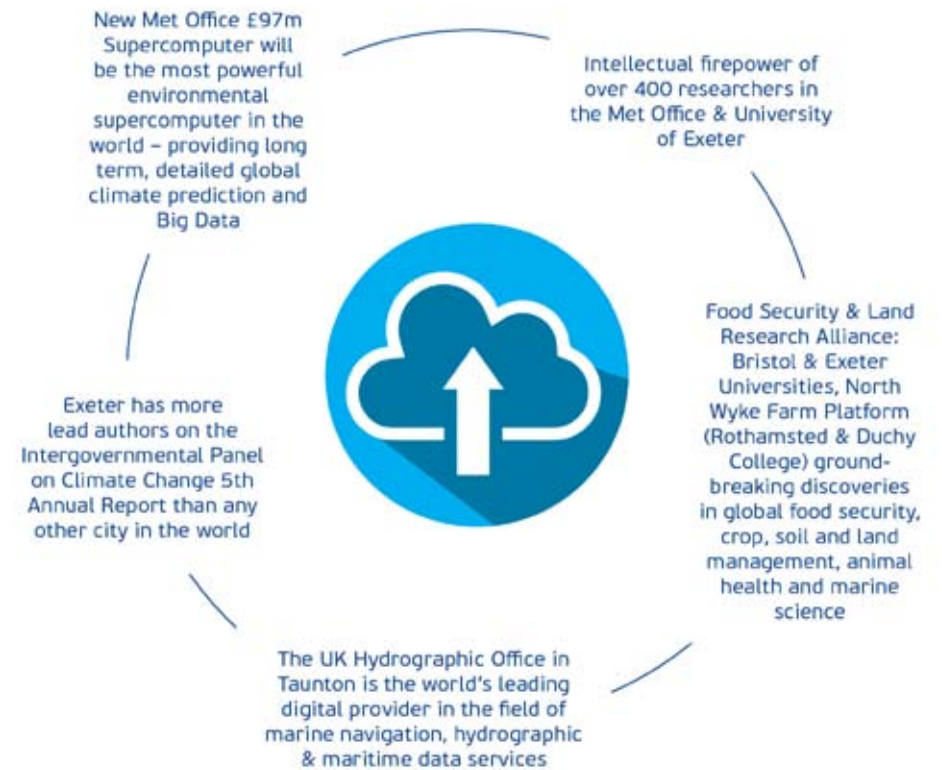 New Met Office £97m
Supercomputer will
be the most powerful
environmental
supercomputer in the
world – providing long
term, detailed global
climate prediction and
Big Data
Intellectual firepower of
over 400 researchers in
the Met Office & University
of Exeter
Food Security & Land
Research Alliance:
Bristol & Exeter
Universities, North
Wyke Farm Platform
(Rothamsted & Duchy
College) ground-
breaking discoveries
in global food security,
crop, soil and land
management, animal
health and marine
science
The UK Hydrographic Office in
Taunton is the world's leading
digital provider in the field of
marine navigation, hydrographic
& maritime data services
Exeter has more
lead authors on the
Intergovernmental Panel
on Climate Change 5th
Annual Report than any
other city in the world